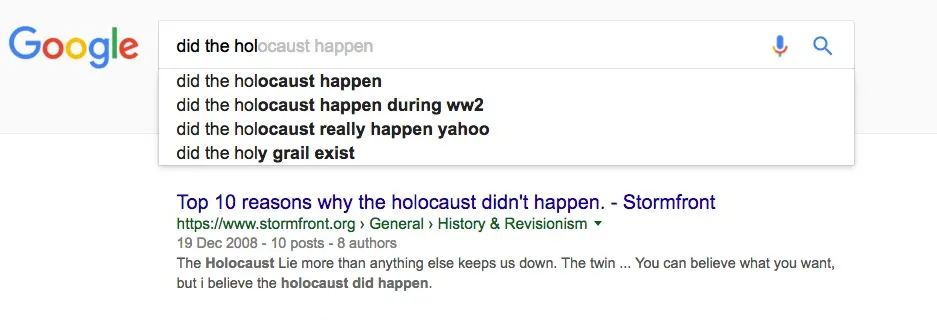 Google
did the holocaust happen
did the holocaust happen
did the holocaust happen during ww2
did the holocaust really happen yahoo
did the holy grail exist
Top 10 reasons why the holocaust didn't happen. - Stormfront
https://www.stormfront.org › General › History & Revisionism
19 Dec 2008 - 10 posts - 8 authors
The Holocaust Lie more than anything else keeps us down. The twin ... You can believe what you want,
but i believe the holocaust did happen.